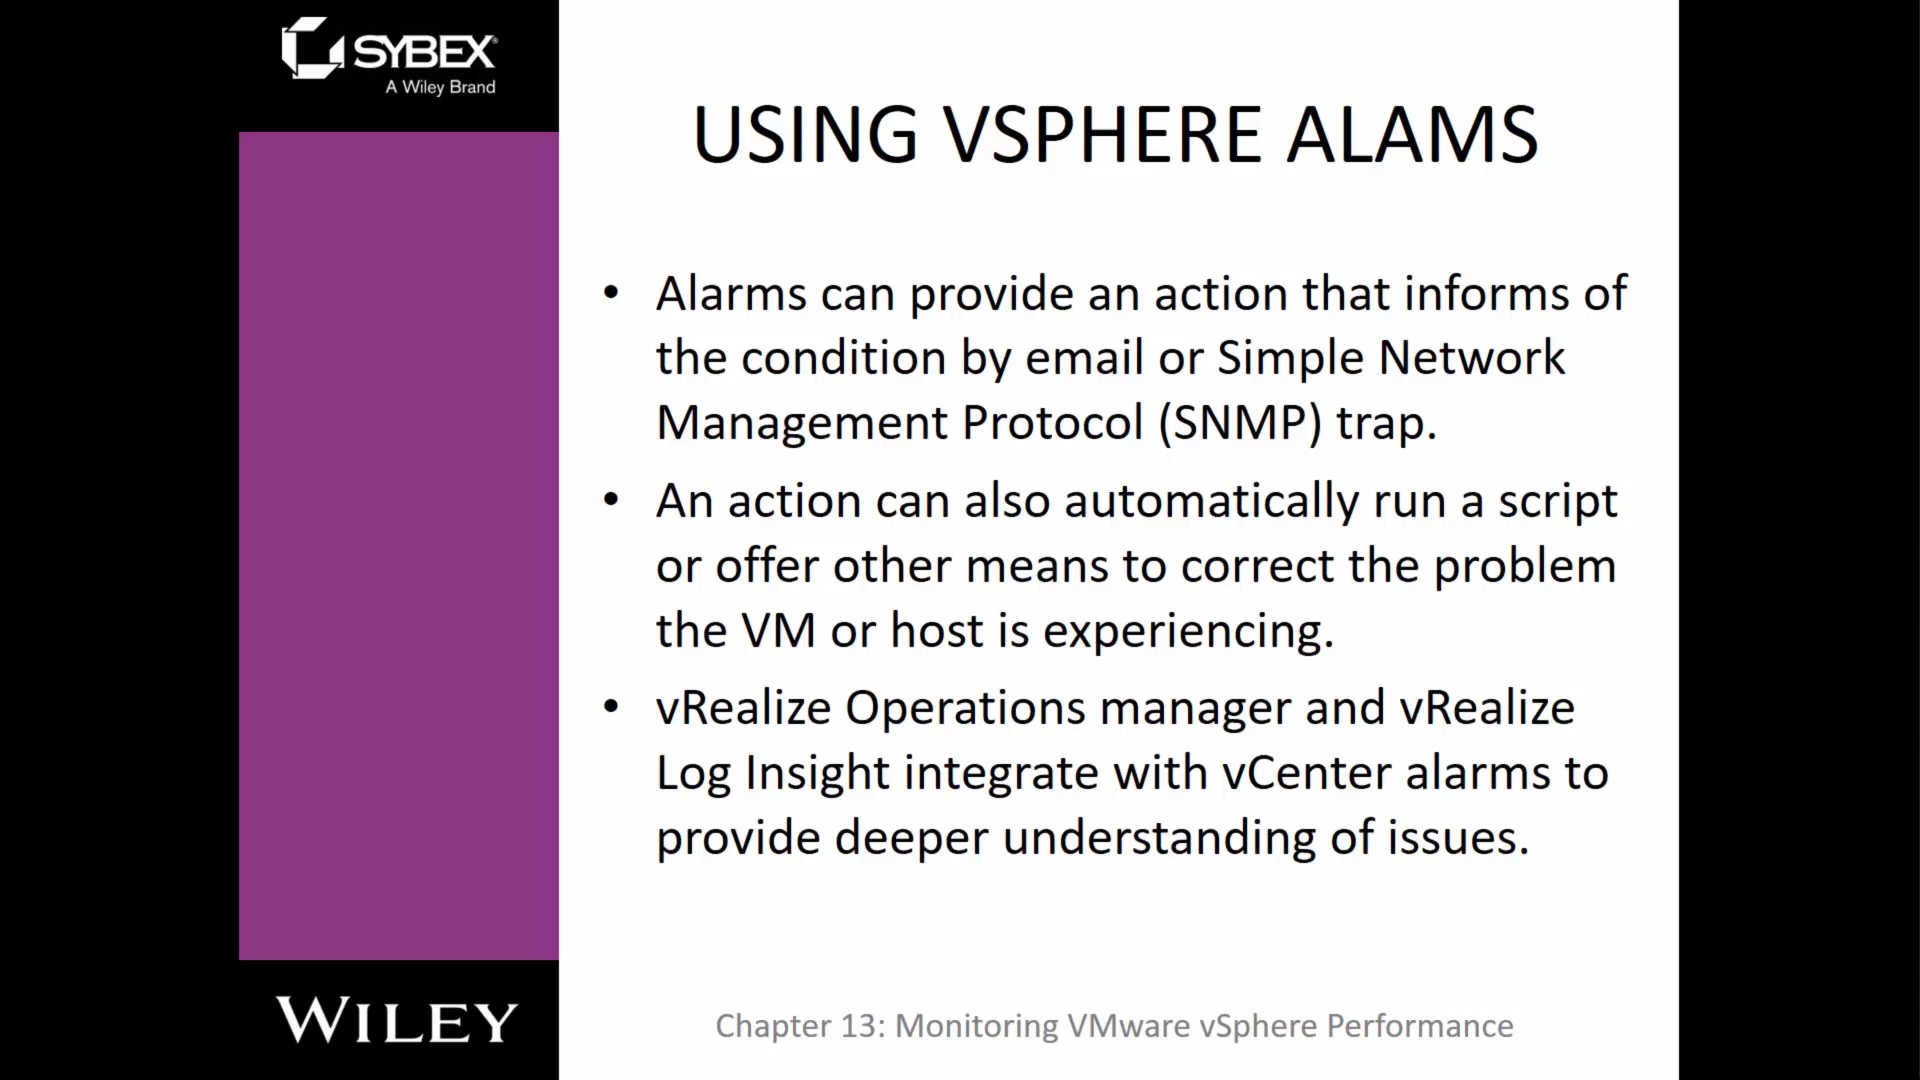 SYBEX®
A Wiley Brand
USING VSPHERE ALAMS
• Alarms can provide an action that informs of
the condition by email or Simple Network
Management Protocol (SNMP) trap.
• An action can also automatically run a script
or offer other means to correct the problem
the VM or host is experiencing.
• vRealize Operations manager and vRealize
Log Insight integrate with vCenter alarms to
provide deeper understanding of issues.
WILEY
Chapter 13: Monitoring VMware vSphere Performance